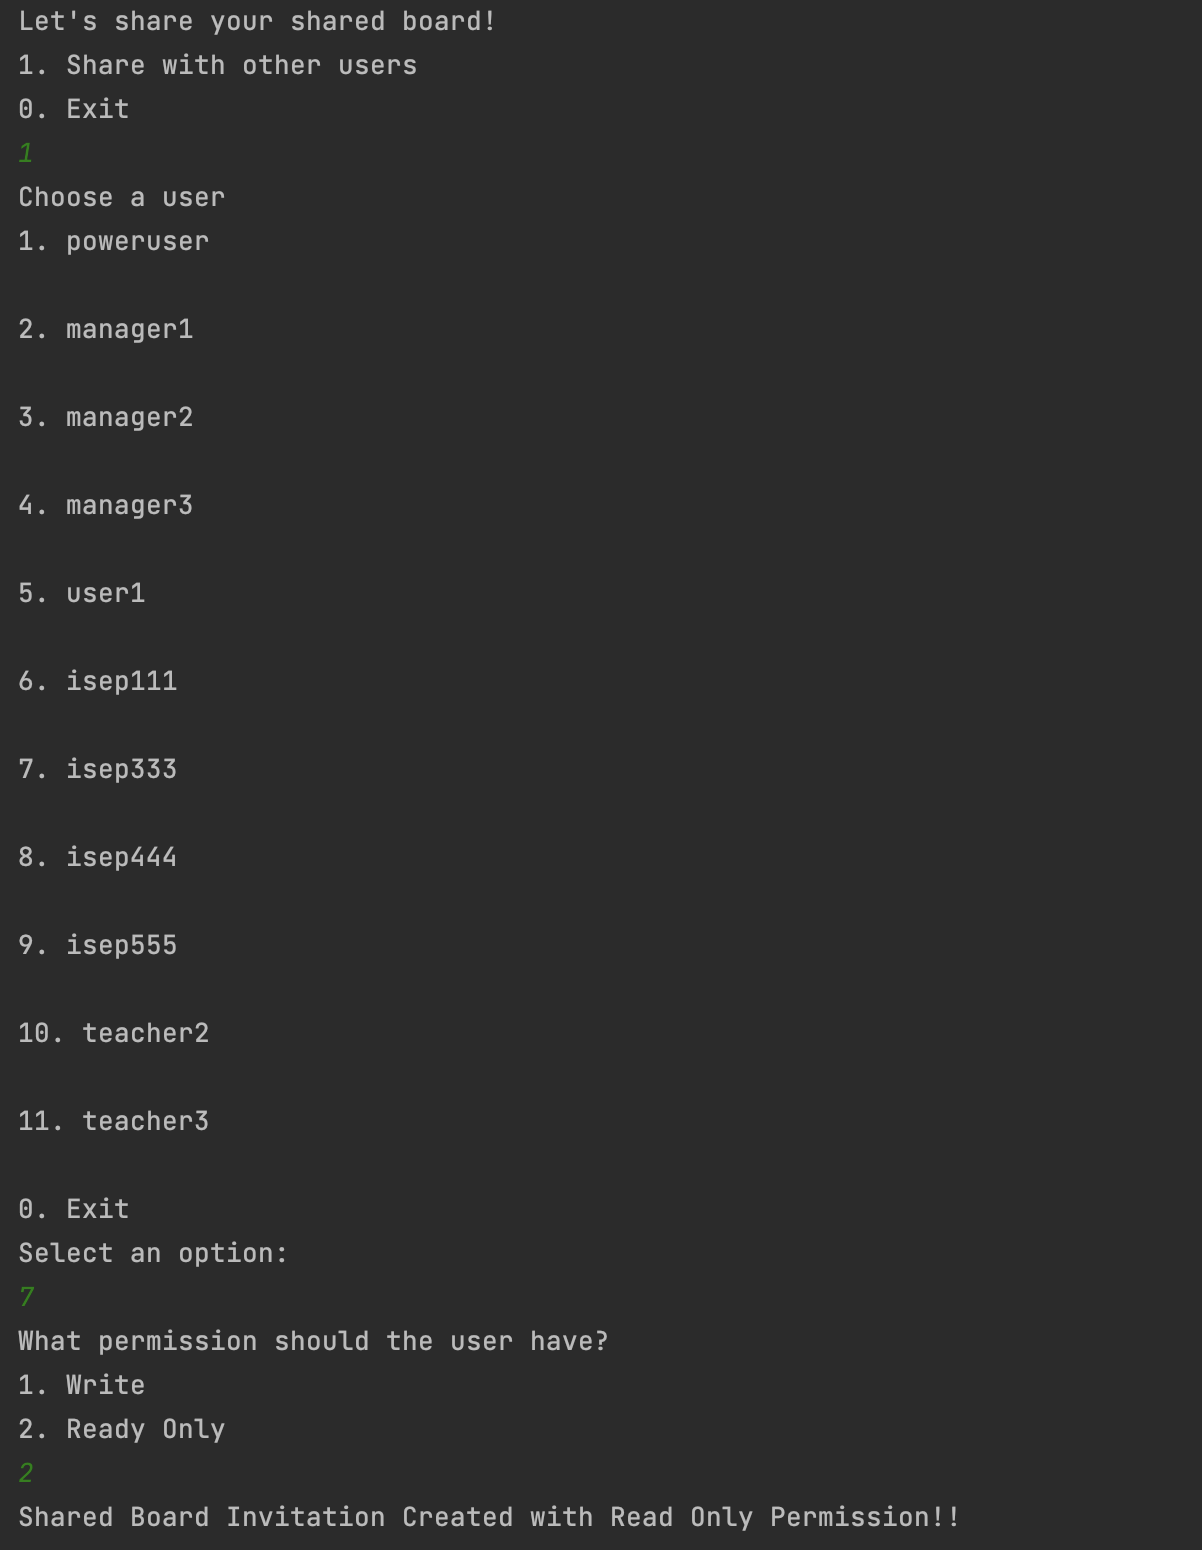 Let's share your shared board!
1. Share with other users
0. Exit
1
Choose a user
1. poweruser
2. manager1
3. manager2
4. manager3
5. user1
6. isep111
7. isep333
8. isep444
9. isep555
10. teacher2
11. teacher3
0. Exit
Select an option:
7
What permission should the user have?
1. Write
2. Ready Only
2
Shared Board Invitation Created with Read Only Permission!!